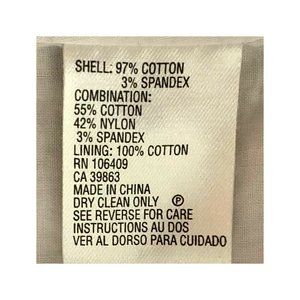 SHELL: 97% COTTON
3% SPANDEX
COMBINATION:
55% COTTON
42% NYLON
3% SPANDEX
LINING: 100% COTTON
RN 106409
CA 39863
MADE IN CHINA
DRY CLEAN ONLY Ⓟ
SEE REVERSE FOR CARE
INSTRUCTIONS AU DOS
VER AL DORSO PARA CUIDADO